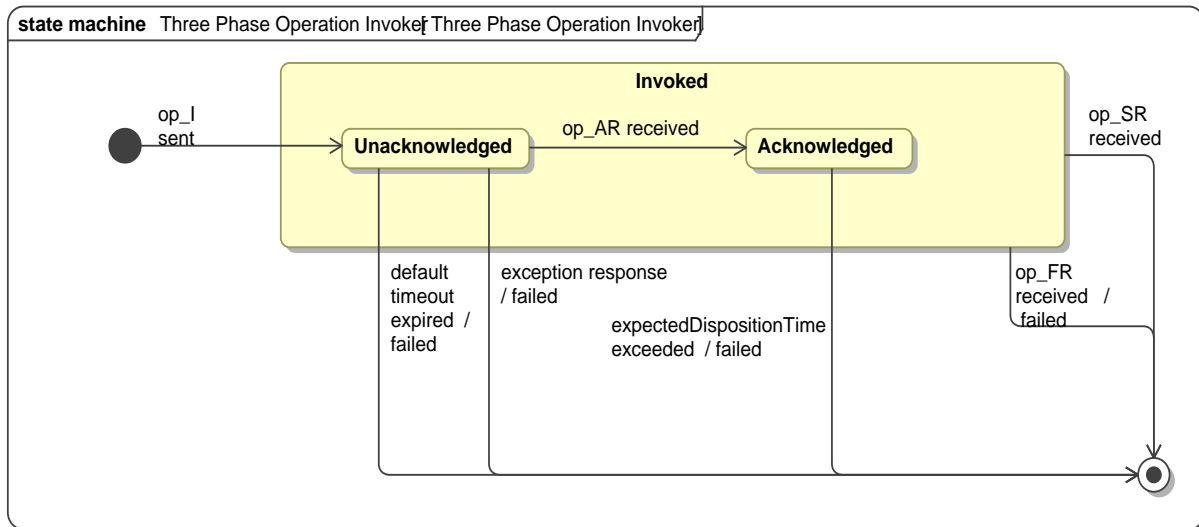 state machine Three Phase Operation Invoker[ Three Phase Operation Invoker]
Invoked
op_I
sent
Unacknowledged
op_AR received
Acknowledged
op_SR
received
default
timeout
expired /
failed
exception response
/ failed
expectedDispositionTime
exceeded / failed
op_FR
received /
failed